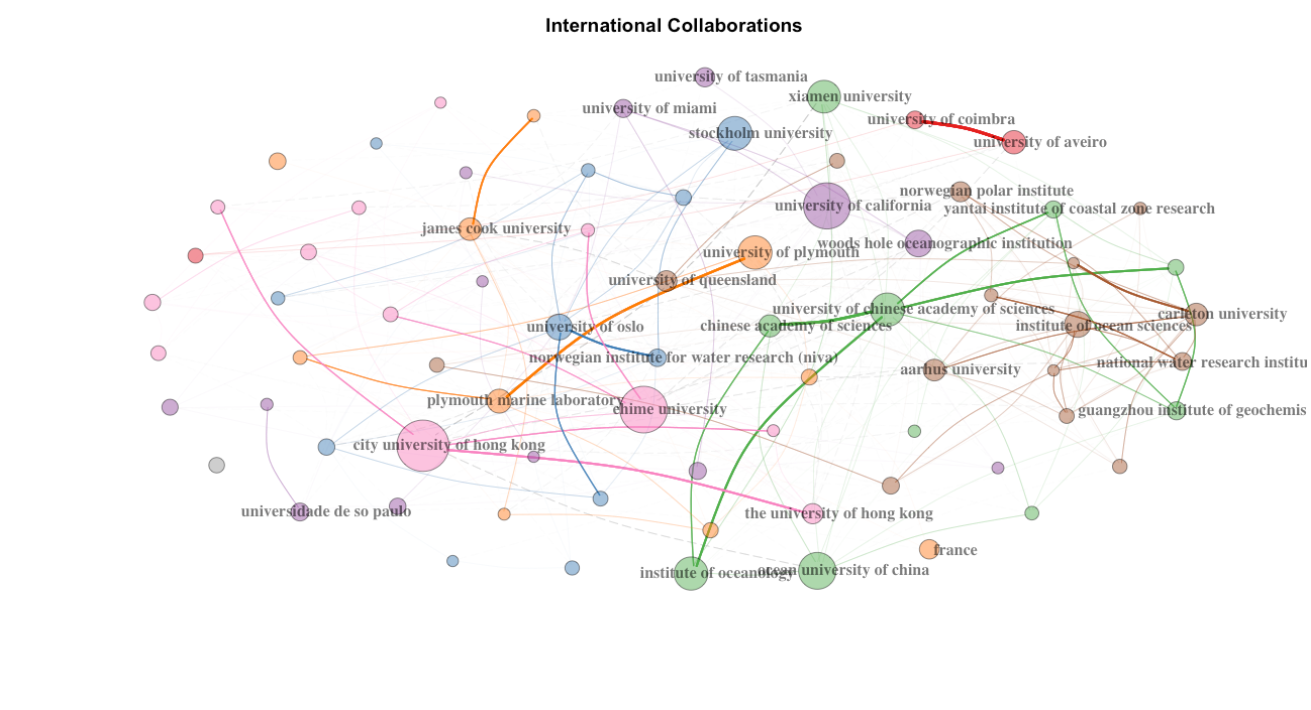 International Collaborations
university of tasmania
xiamen university
university of miami
university of coimbra
stockholm university
university of aveiro
norwegian polar institute
university of california
yantai institute of coastal zone research
james cook university
woods hole oceanographic institution
university of plymouth
university of queensland
university of chinese academy of sciences
carleton university
university of oslo
chinese academy of sciences
institute of ocean sciences
norwegian institute for water research (niva)
national water research institu
aarhus university
plymouth marine laboratory
chime university
guangzhou institute of geochemis
city university of hong kong
universidade de so paulo
the university of hong kong
france
institute of oceanology
ocean university of china